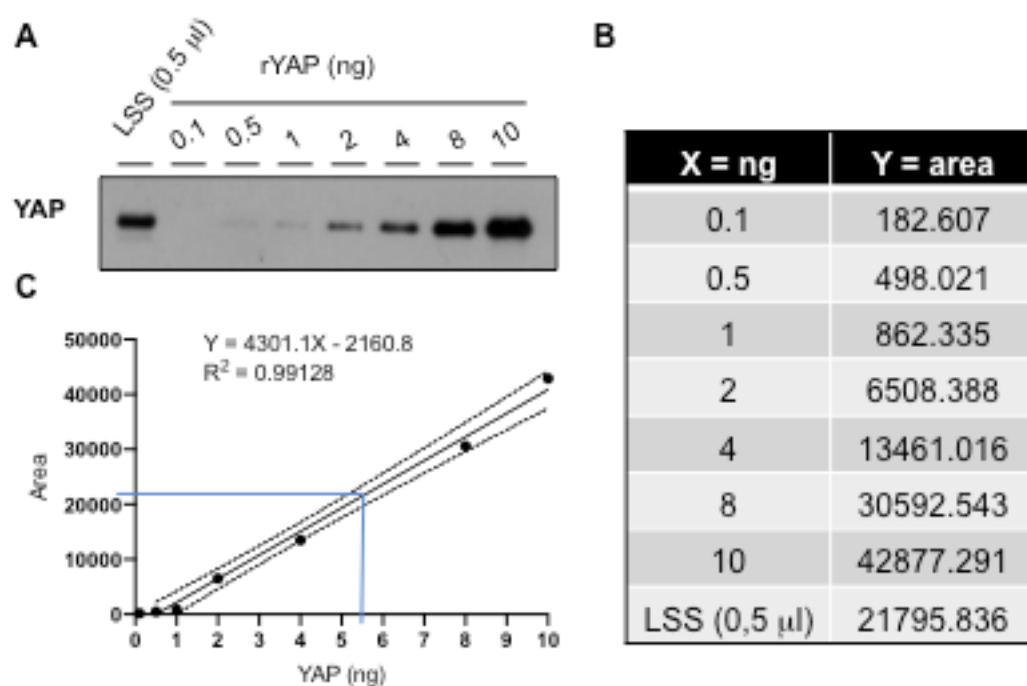 A
LSS (0.5 µl)
rYAP (ng)
0.1 0.5 1 2 4 8 10
YAP
B
X = ng Y = area
0.1 182.607
0.5 498.021
1 862.335
2 6508.388
4 13461.016
8 30592.543
10 42877.291
LSS (0,5 µl) 21795.836
C
Y = 4301.1X - 2160.8
R² = 0.99128
Area
50000
40000
30000
20000
10000
0
0 1 2 3 4 5 6 7 8 9 10
YAP (ng)